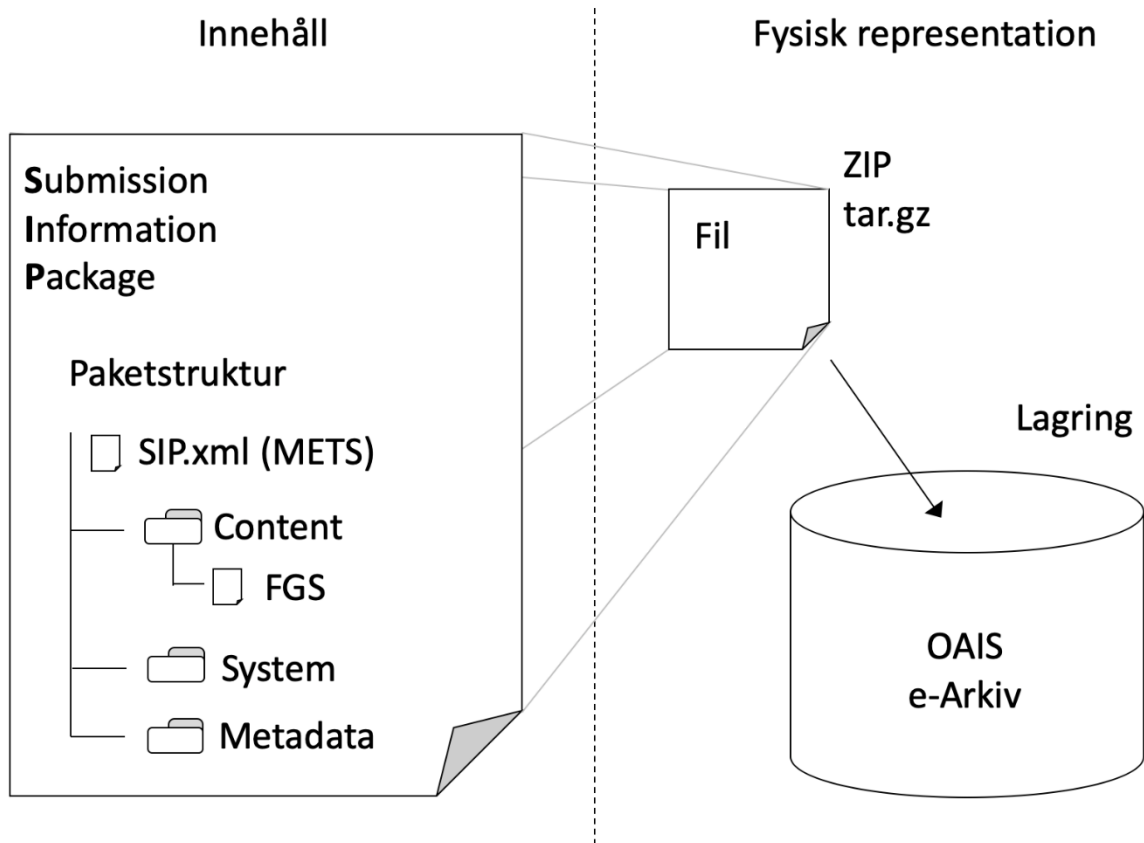 Innehåll
Submission
Information
Package
Paketstruktur
SIP.xml (METS)
Content
FGS
System
Metadata
Fysisk representation
ZIP
tar.gz
Fil
Lagring
OAIS
e-Arkiv